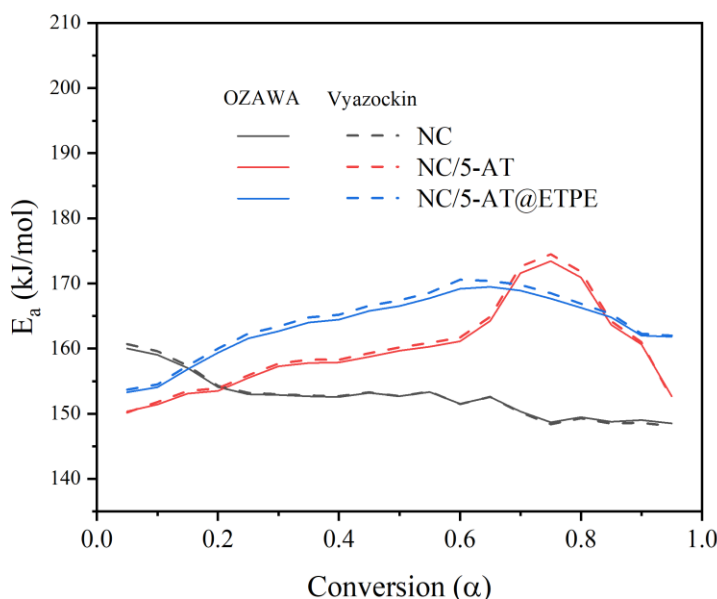 210
200
190
180
170
160
150
140
E_a (kJ/mol)
OZAWA Vyazockin
NC
NC/5-AT
NC/5-AT@ETPE
0.0 0.2 0.4 0.6 0.8 1.0
Conversion (α)